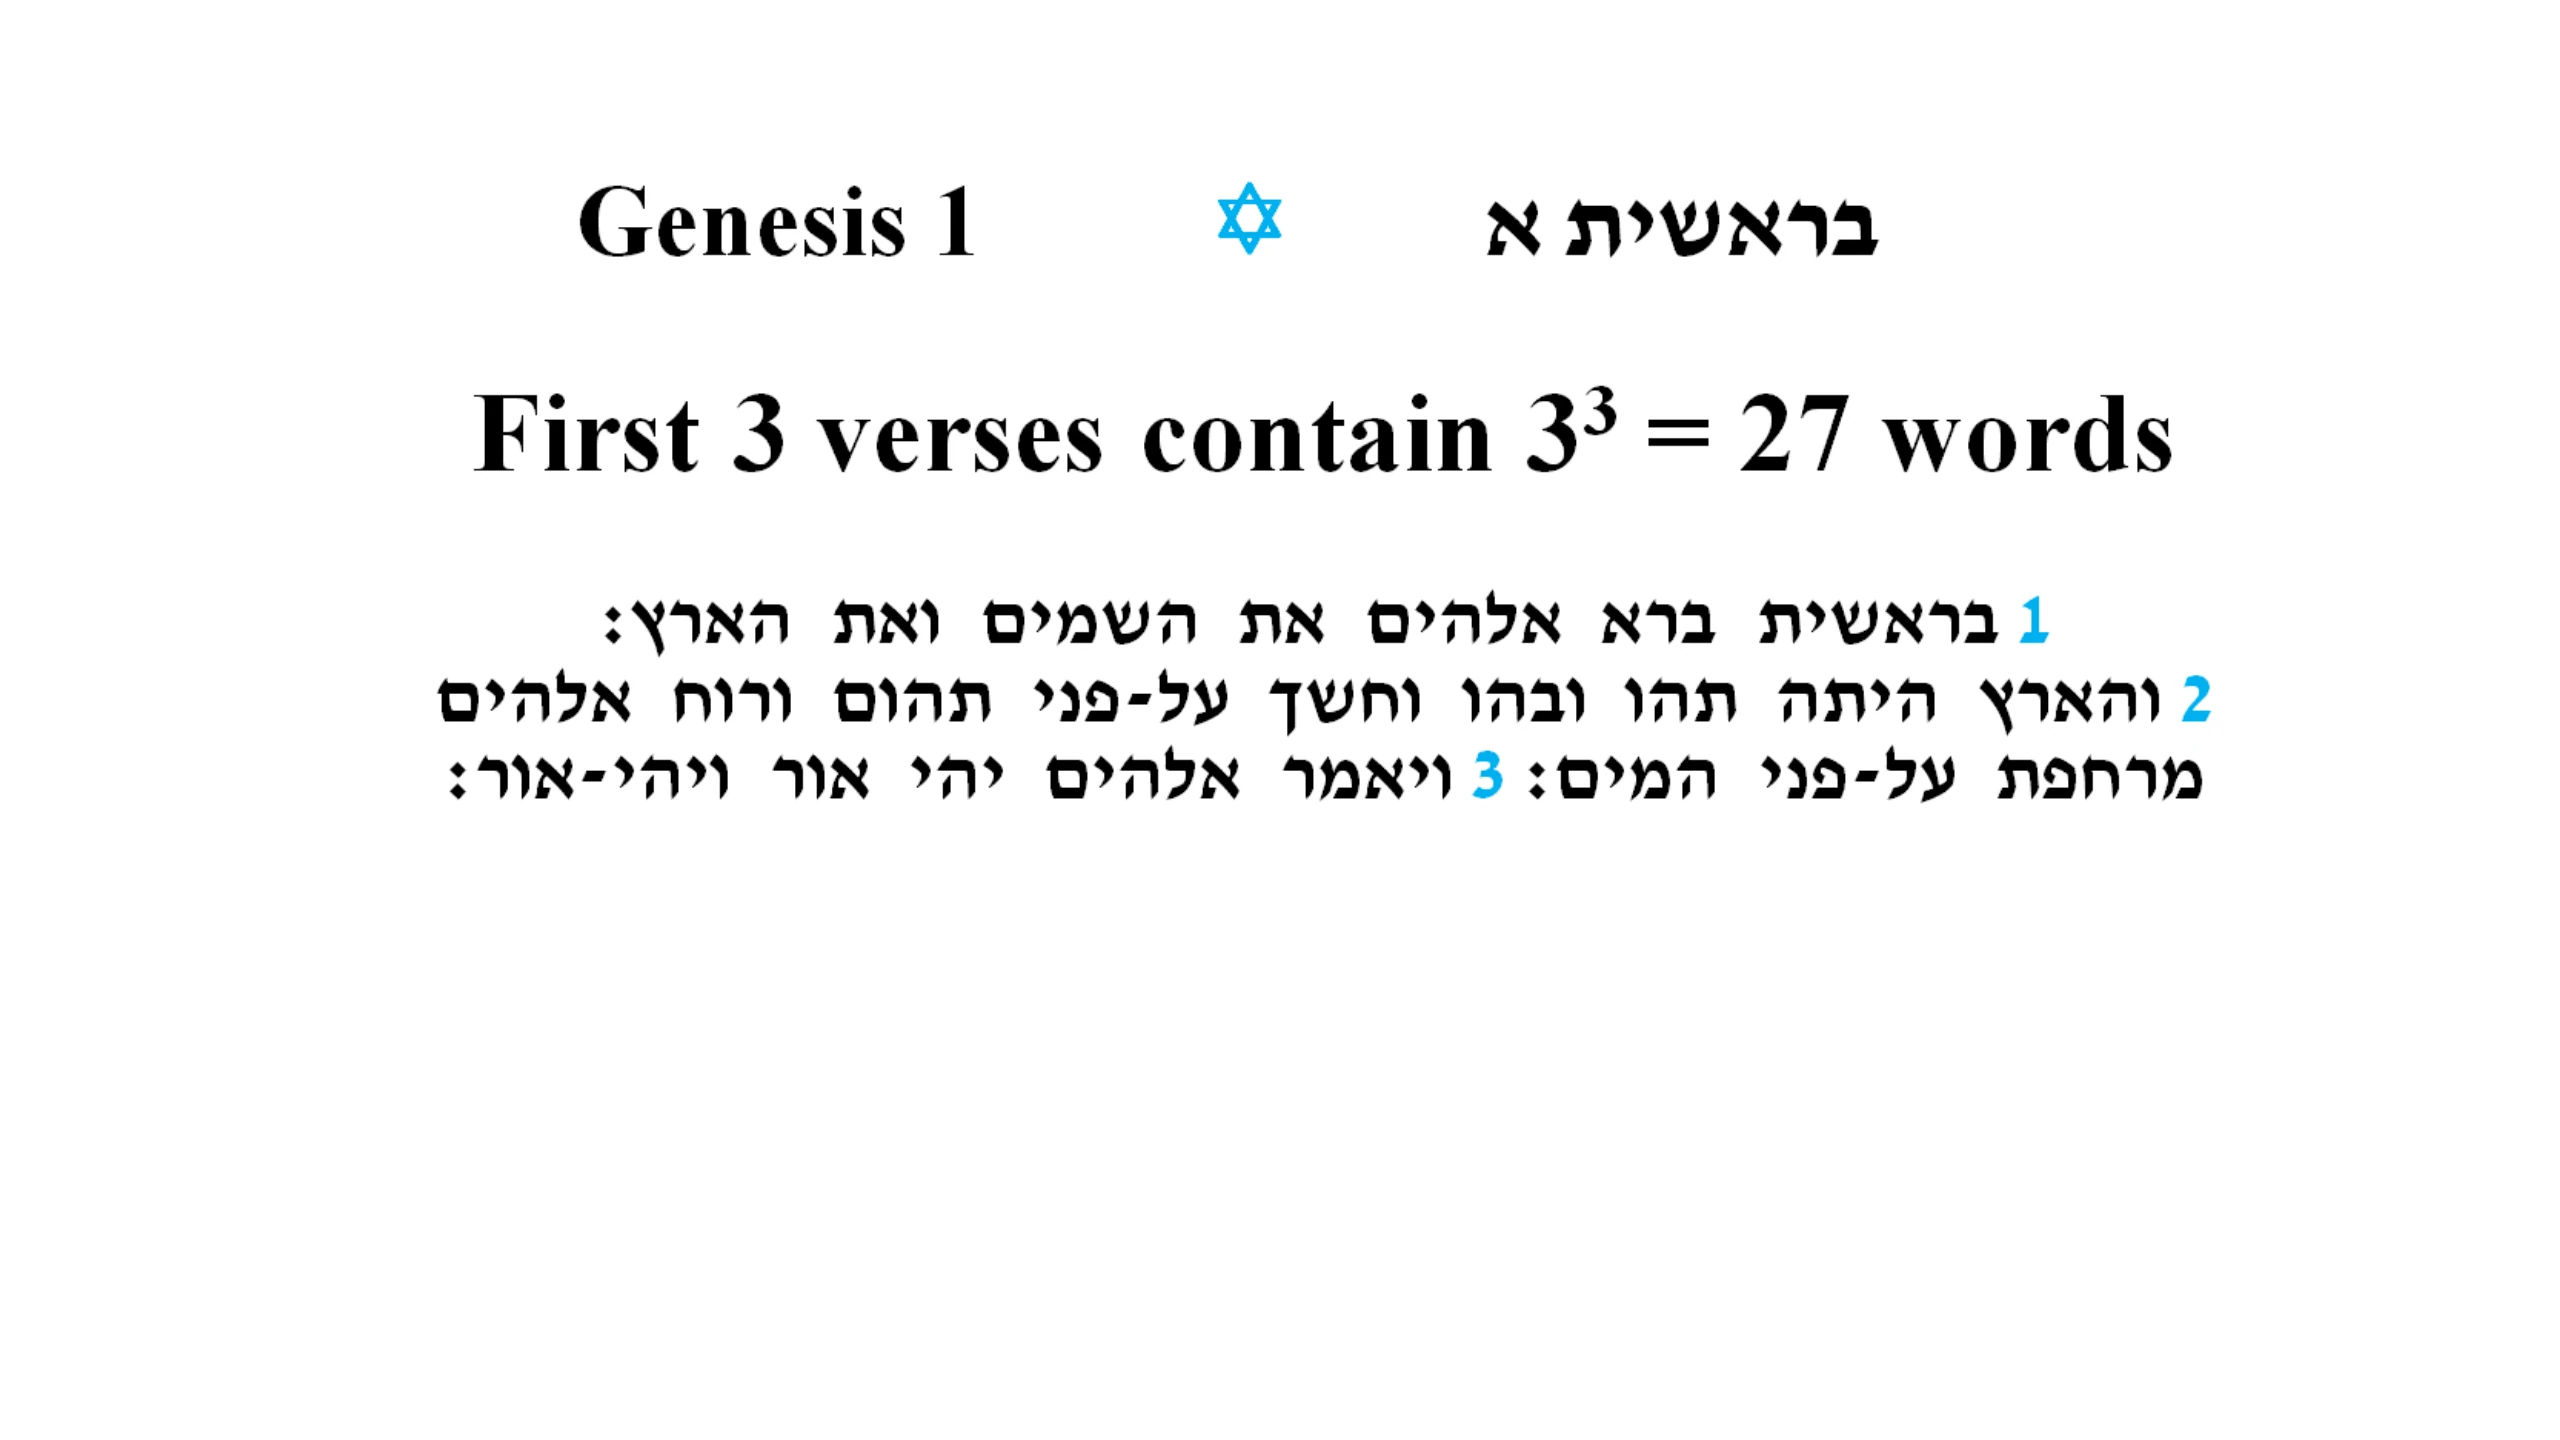 Genesis 1 ✡ בראשית א
First 3 verses contain 3³ = 27 words
1 בראשית ברא אלהים את השמים ואת הארץ:
2 והארץ היתה תהו ובהו וחשך על-פני תהום ורוח אלהים
מרחפת על-פני המים: 3 ויאמר אלהים יהי אור ויהי-אור: